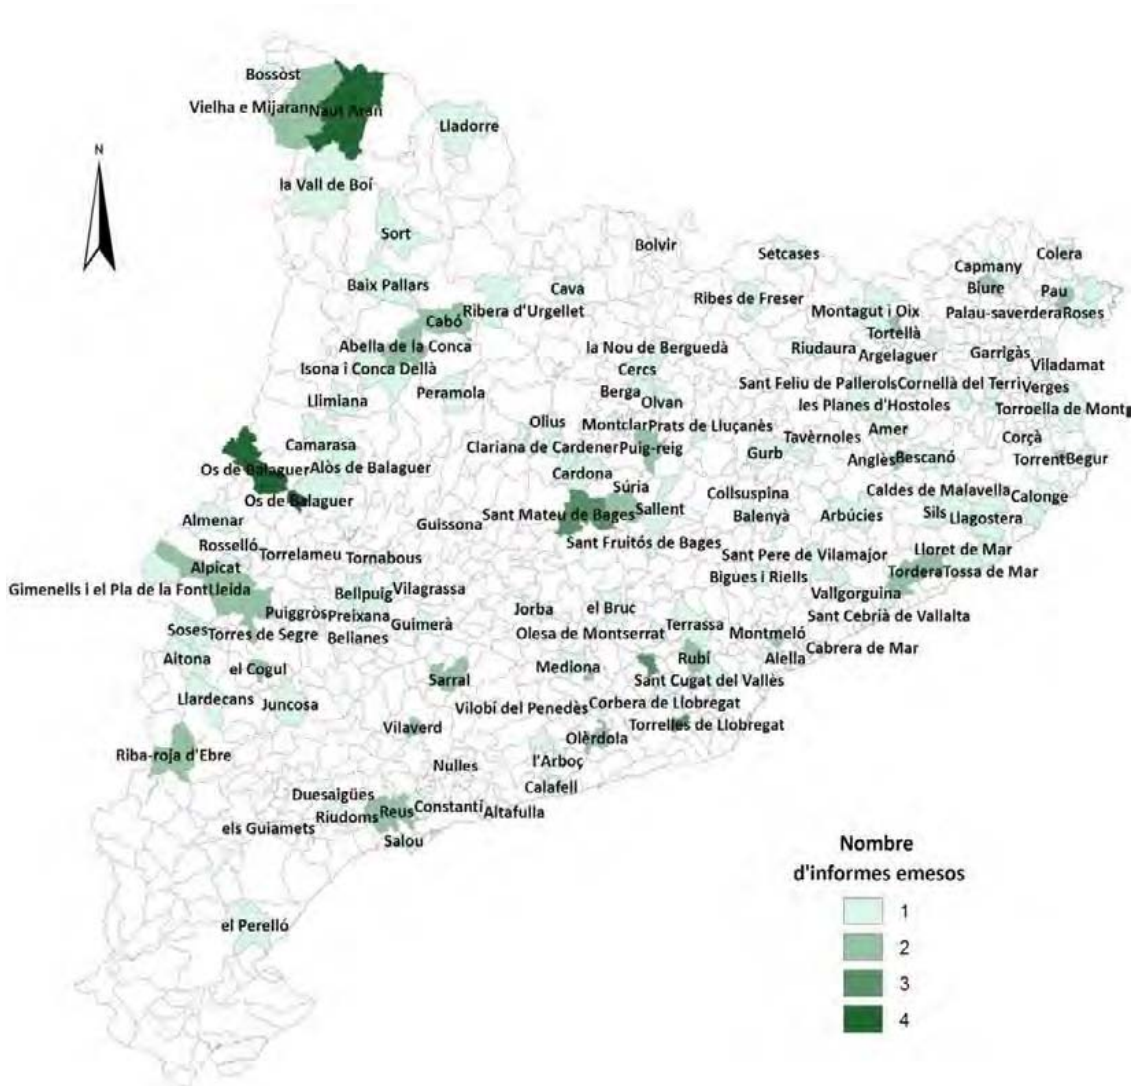 Bossòst
Vielha e Mijaran
Naut Aran
Lladorre
N
la Vall de Boí
Sort
Bolvir
Setcases
Colera
Capmany
Baix Pallars
Cava
Biure
Pau
Ribes de Freser
Ribera d'Urgellet
Montagut i Oix
Palau-saverdera
Roses
Cabó
Tortellà
Abella de la Conca
la Nou de Berguedà
Riudaura
Argelaguer
Garrigàs
Isona i Conca Dellà
Cercs
Viladamat
Peramola
Berga
Sant Feliu de Pallerols
Cornellà del Terri
Verges
Llimiana
Olvan
les Planes d'Hostoles
Torroella de Montg
Olius
Montclar
Prats de Lluçanès
Amer
Camarasa
Clariana de Cardener
Puig-reig
Tavèrnoles
Corçà
Gurb
Os de Balaguer
Alòs de Balaguer
Anglès
Bescanó
Torrent
Begur
Cardona
Súria
Os de Balaguer
Collsuspina
Caldes de Malavella
Calonge
Almenar
Guissona
Sant Mateu de Bages
Sallent
Balenyà
Arbúcies
Sils
Llagostera
Rosselló
Torrelameu
Tornabous
Sant Fruitós de Bages
Sant Pere de Vilamajor
Lloret de Mar
Alpicat
Bigues i Riells
Tordera
Tossa de Mar
Gimenells i el Pla de la Font
Lleida
Bellpuig
Vilagrassa
Vallgorguina
Puiggròs
Preixana
Jorba
el Bruc
Sant Cebrià de Vallalta
Soses
Torres de Segre
Belianes
Guimerà
Olesa de Montserrat
Terrassa
Montmeló
Aitona
el Cogul
Mediona
Rubí
Alella
Cabrera de Mar
Sarral
Sant Cugat del Vallès
Llardecans
Juncosa
Vilobí del Penedès
Corbera de Llobregat
Vilaverd
Torrelles de Llobregat
Riba-roja d'Ebre
Olèrdola
Nulles
l'Arboç
Duesaigües
Calafell
Riudoms
Reus
Constantí
Altafulla
els Guiamets
Salou
el Perelló
Nombre
d'informes emesos
1
2
3
4